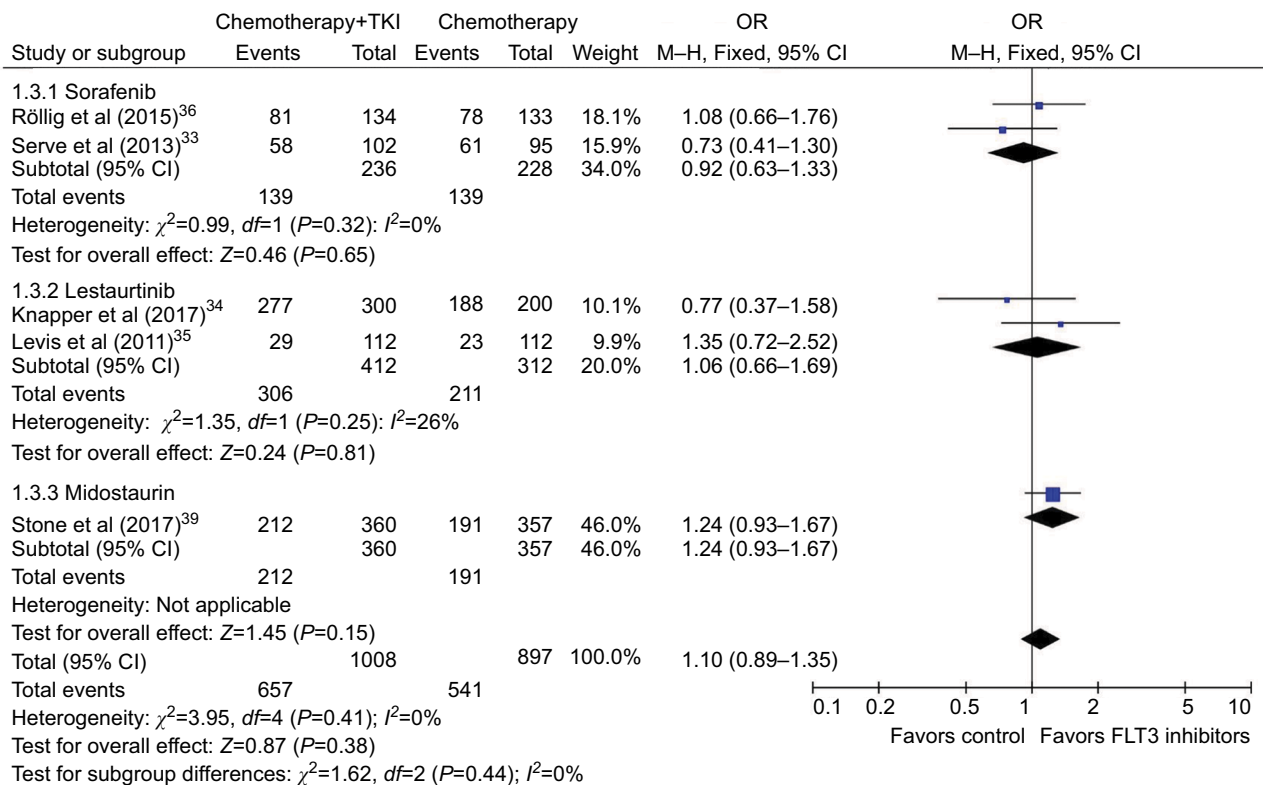 Chemotherapy+TKI Chemotherapy OR OR
Study or subgroup Events Total Events Total Weight M–H, Fixed, 95% CI M–H, Fixed, 95% CI
1.3.1 Sorafenib
Röllig et al (2015)36 81 134 78 133 18.1% 1.08 (0.66–1.76)
Serve et al (2013)33 58 102 61 95 15.9% 0.73 (0.41–1.30)
Subtotal (95% CI) 236 228 34.0% 0.92 (0.63–1.33)
Total events 139 139
Heterogeneity: χ2=0.99, df=1 (P=0.32): I2=0%
Test for overall effect: Z=0.46 (P=0.65)
1.3.2 Lestaurtinib
Knapper et al (2017)34 277 300 188 200 10.1% 0.77 (0.37–1.58)
Levis et al (2011)35 29 112 23 112 9.9% 1.35 (0.72–2.52)
Subtotal (95% CI) 412 312 20.0% 1.06 (0.66–1.69)
Total events 306 211
Heterogeneity: χ2=1.35, df=1 (P=0.25): I2=26%
Test for overall effect: Z=0.24 (P=0.81)
1.3.3 Midostaurin
Stone et al (2017)39 212 360 191 357 46.0% 1.24 (0.93–1.67)
Subtotal (95% CI) 360 357 46.0% 1.24 (0.93–1.67)
Total events 212 191
Heterogeneity: Not applicable
Test for overall effect: Z=1.45 (P=0.15)
Total (95% CI) 1008 897 100.0% 1.10 (0.89–1.35)
Total events 657 541
Heterogeneity: χ2=3.95, df=4 (P=0.41); I2=0%
Test for overall effect: Z=0.87 (P=0.38)
Test for subgroup differences: χ2=1.62, df=2 (P=0.44); I2=0%
0.1 0.2 0.5 1 2 5 10
Favors control Favors FLT3 inhibitors